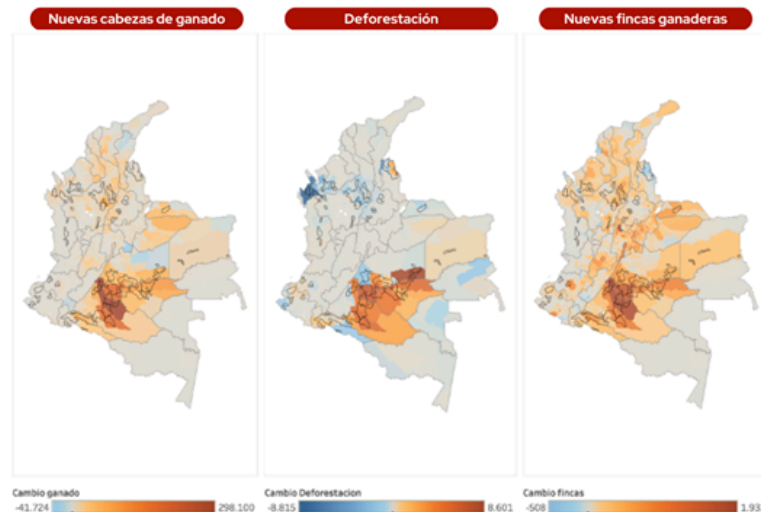 Nuevas cabezas de ganado
Deforestación
Nuevas fincas ganaderas
Cambio ganado
-41.724
298.100
Cambio Deforestacion
-8.815
8.601
Cambio fincas
-508